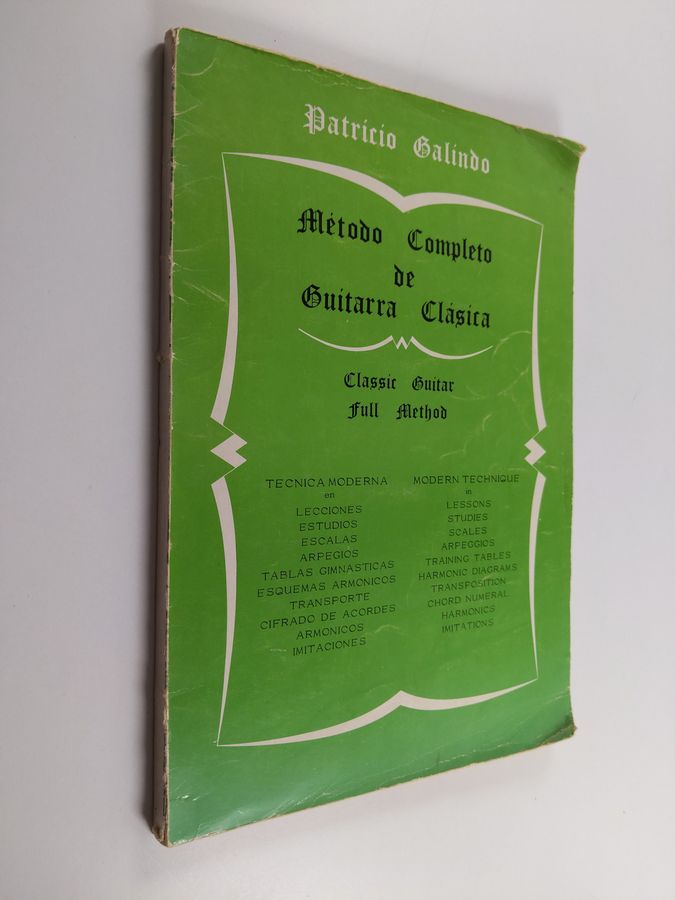 Patricio Galindo
Método Completo
de
Guitarra Clásica
Classic Guitar
Full Method
TECNICA MODERNA
en
LECCIONES
ESTUDIOS
ESCALAS
ARPEGIOS
TABLAS GIMNASTICAS
ESQUEMAS ARMONICOS
TRANSPORTE
CIFRADO DE ACORDES
ARMONICOS
IMITACIONES
MODERN TECHNIQUE
in
LESSONS
STUDIES
SCALES
ARPEGGIOS
TRAINING TABLES
HARMONIC DIAGRAMS
TRANSPOSITION
CHORD NUMERAL
HARMONICS
IMITATIONS